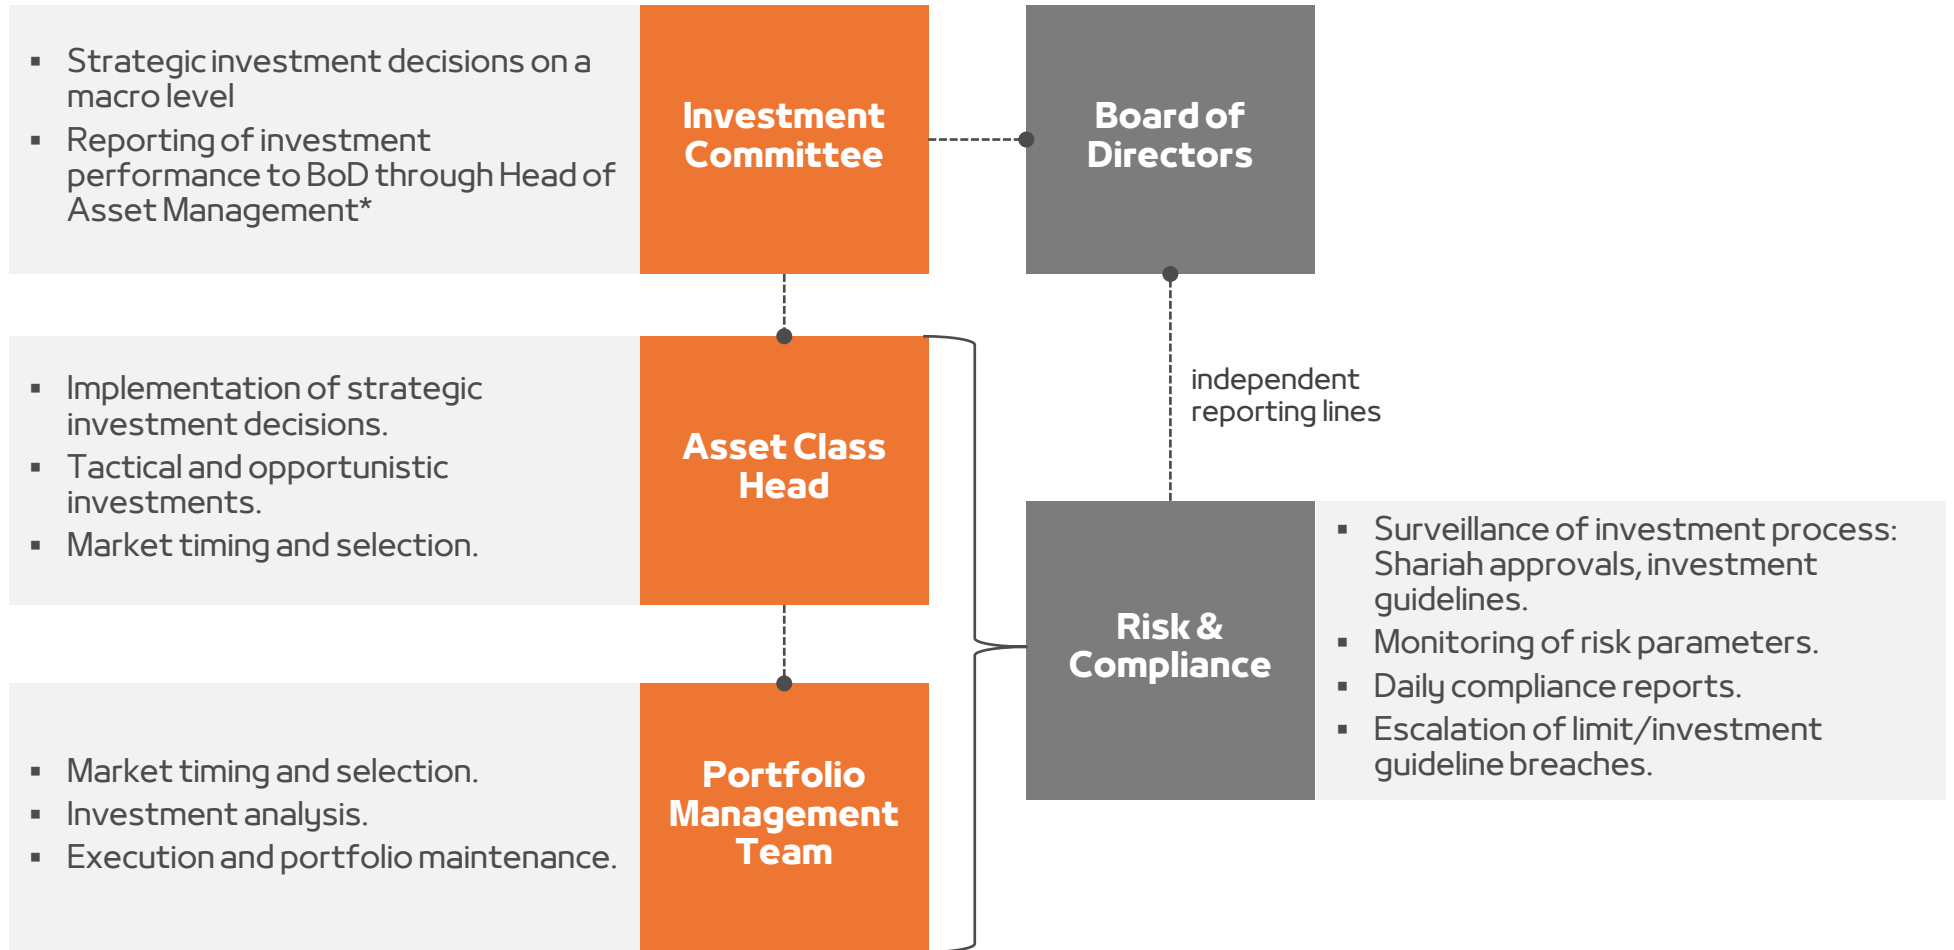 ▪ Strategic investment decisions on a
macro level
▪ Reporting of investment
performance to BoD through Head of
Asset Management*
Investment
Committee
Board of
Directors
▪ Implementation of strategic
investment decisions.
▪ Tactical and opportunistic
investments.
▪ Market timing and selection.
Asset Class
Head
independent
reporting lines
Risk &
Compliance
▪ Surveillance of investment process:
Shariah approvals, investment
guidelines.
▪ Monitoring of risk parameters.
▪ Daily compliance reports.
▪ Escalation of limit/investment
guideline breaches.
▪ Market timing and selection.
▪ Investment analysis.
▪ Execution and portfolio maintenance.
Portfolio
Management
Team